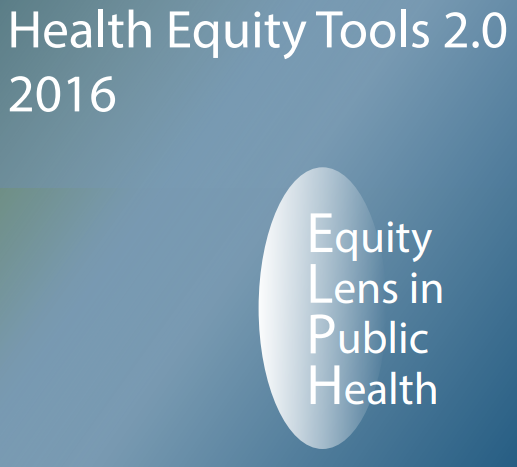 Health Equity Tools 2.0
2016
Equity
Lens in
Public
Health